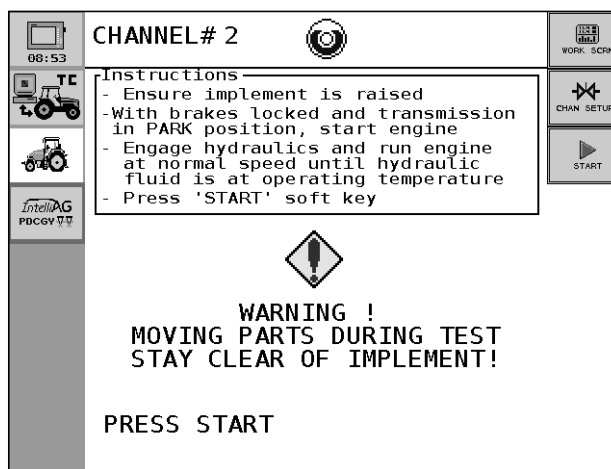 08:53
CHANNEL# 2
WORK SCRN
TC
Instructions
- Ensure implement is raised
-With brakes locked and transmission
in PARK position, start engine
- Engage hydraulics and run engine
at normal speed until hydraulic
fluid is at operating temperature
- Press 'START' soft key
CHAN SETUP
START
IntelliAG
PDCGY
WARNING !
MOVING PARTS DURING TEST
STAY CLEAR OF IMPLEMENT!
PRESS START